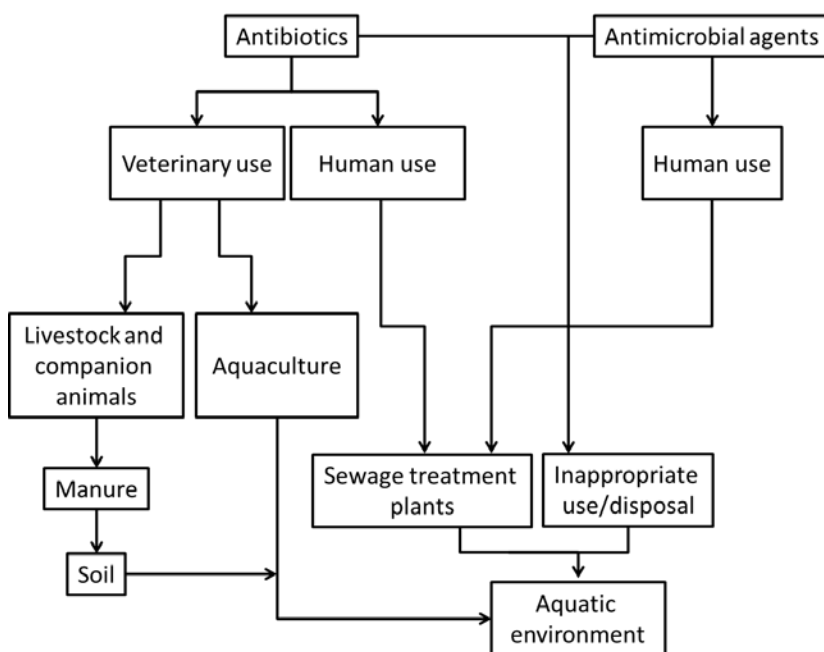 Antibiotics
Antimicrobial agents
Veterinary use
Human use
Human use
Livestock and
companion
animals
Aquaculture
Manure
Soil
Sewage treatment
plants
Inappropriate
use/disposal
Aquatic
environment